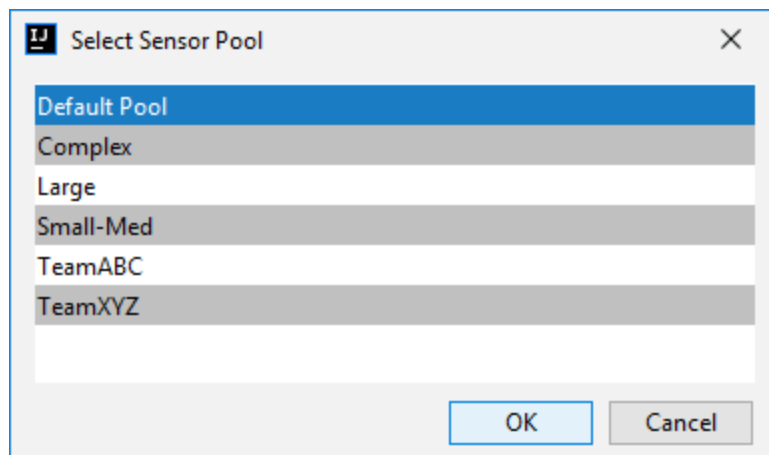 IJ
Select Sensor Pool
Default Pool
Complex
Large
Small-Med
TeamABC
TeamXYZ
OK
Cancel